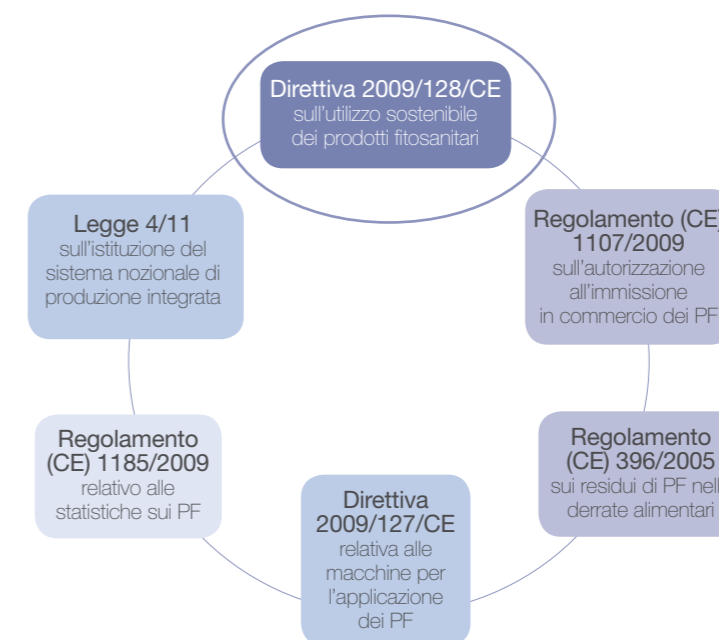 Direttiva 2009/128/CE
sull'utilizzo sostenibile
dei prodotti fitosanitari
Legge 4/11
sull'istituzione del
sistema nozionale di
produzione integrata
Regolamento (CE)
1107/2009
sull'autorizzazione
all'immissione
in commercio dei PF
Regolamento
(CE) 1185/2009
relativo alle
statistiche sui PF
Direttiva
2009/127/CE
relativa alle
macchine per
l'applicazione
dei PF
Regolamento
(CE) 396/2005
sui residui di PF nell
derrate alimentari